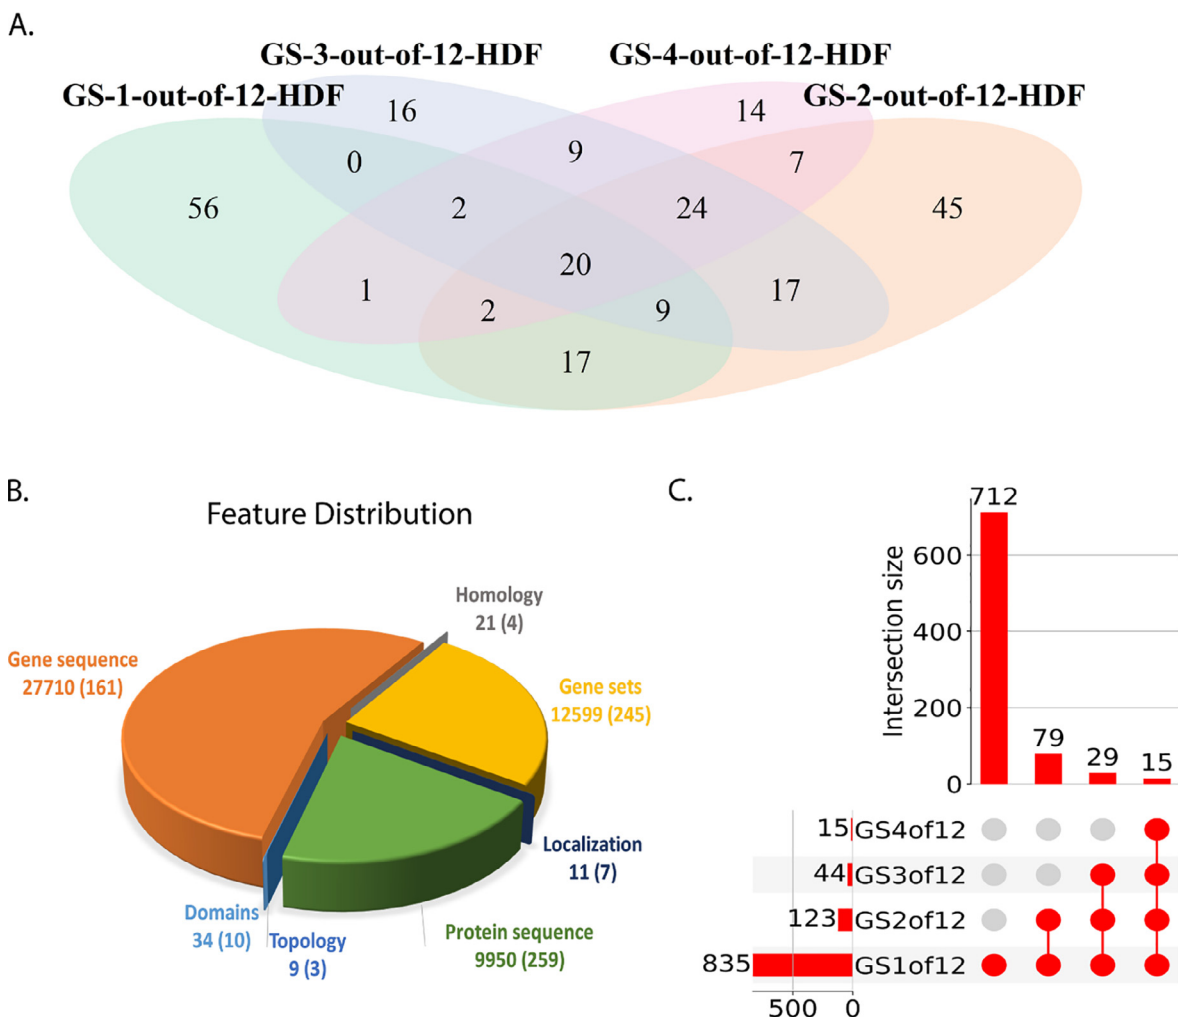 A.
GS-3-out-of-12-HDF
GS-4-out-of-12-HDF
GS-1-out-of-12-HDF
GS-2-out-of-12-HDF
16
14
0
9
7
56
2
24
45
20
1
2
9
17
17
B.
Feature Distribution
Homology
21 (4)
Gene sequence
27710 (161)
Gene sets
12599 (245)
Localization
11 (7)
Domains
34 (10)
Topology
9 (3)
Protein sequence
9950 (259)
C.
712
Intersection size
600
400
200
0
79
29
15
15 GS4of12
44 GS3of12
123 GS2of12
835 GS1of12
500 0